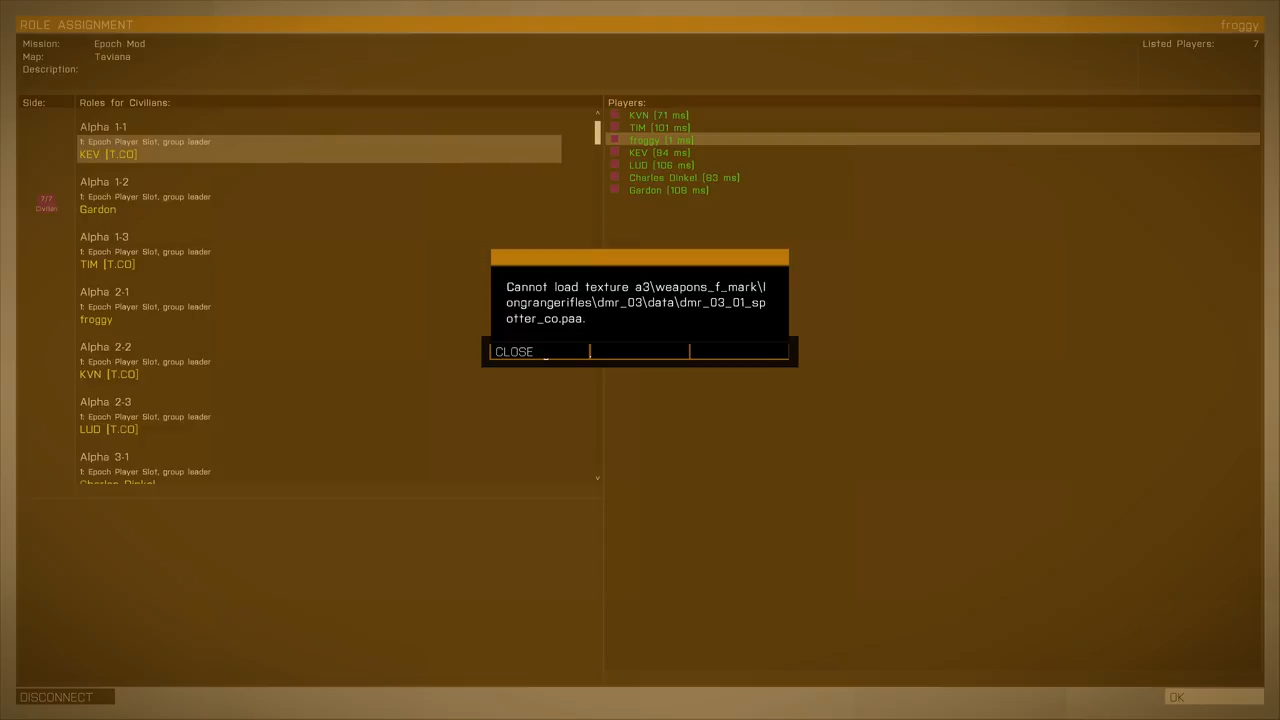 ROLE ASSIGNMENT
froggy
Mission: Epoch Mod
Map: Taviana
Description:
Listed Players: 7
Side:
Roles for Civilians:
7/7
Civilian
Alpha 1-1
1: Epoch Player Slot, group leader
KEV [T.CO]
Alpha 1-2
1: Epoch Player Slot, group leader
Gardon
Alpha 1-3
1: Epoch Player Slot, group leader
TIM [T.CO]
Alpha 2-1
1: Epoch Player Slot, group leader
froggy
Alpha 2-2
1: Epoch Player Slot, group leader
KVN [T.CO]
Alpha 2-3
1: Epoch Player Slot, group leader
LUD [T.CO]
Alpha 3-1
1: Epoch Player Slot, group leader
Charles Dinkel
Players:
KVN [71 ms]
TIM [101 ms]
froggy [1 ms]
KEV [94 ms]
LUD [106 ms]
Charles Dinkel [83 ms]
Gardon [108 ms]
Cannot load texture a3\weapons_f_mark\l
ongrangerifles\dmr_03\data\dmr_03_01_sp
otter_co.paa.
CLOSE
DISCONNECT
OK